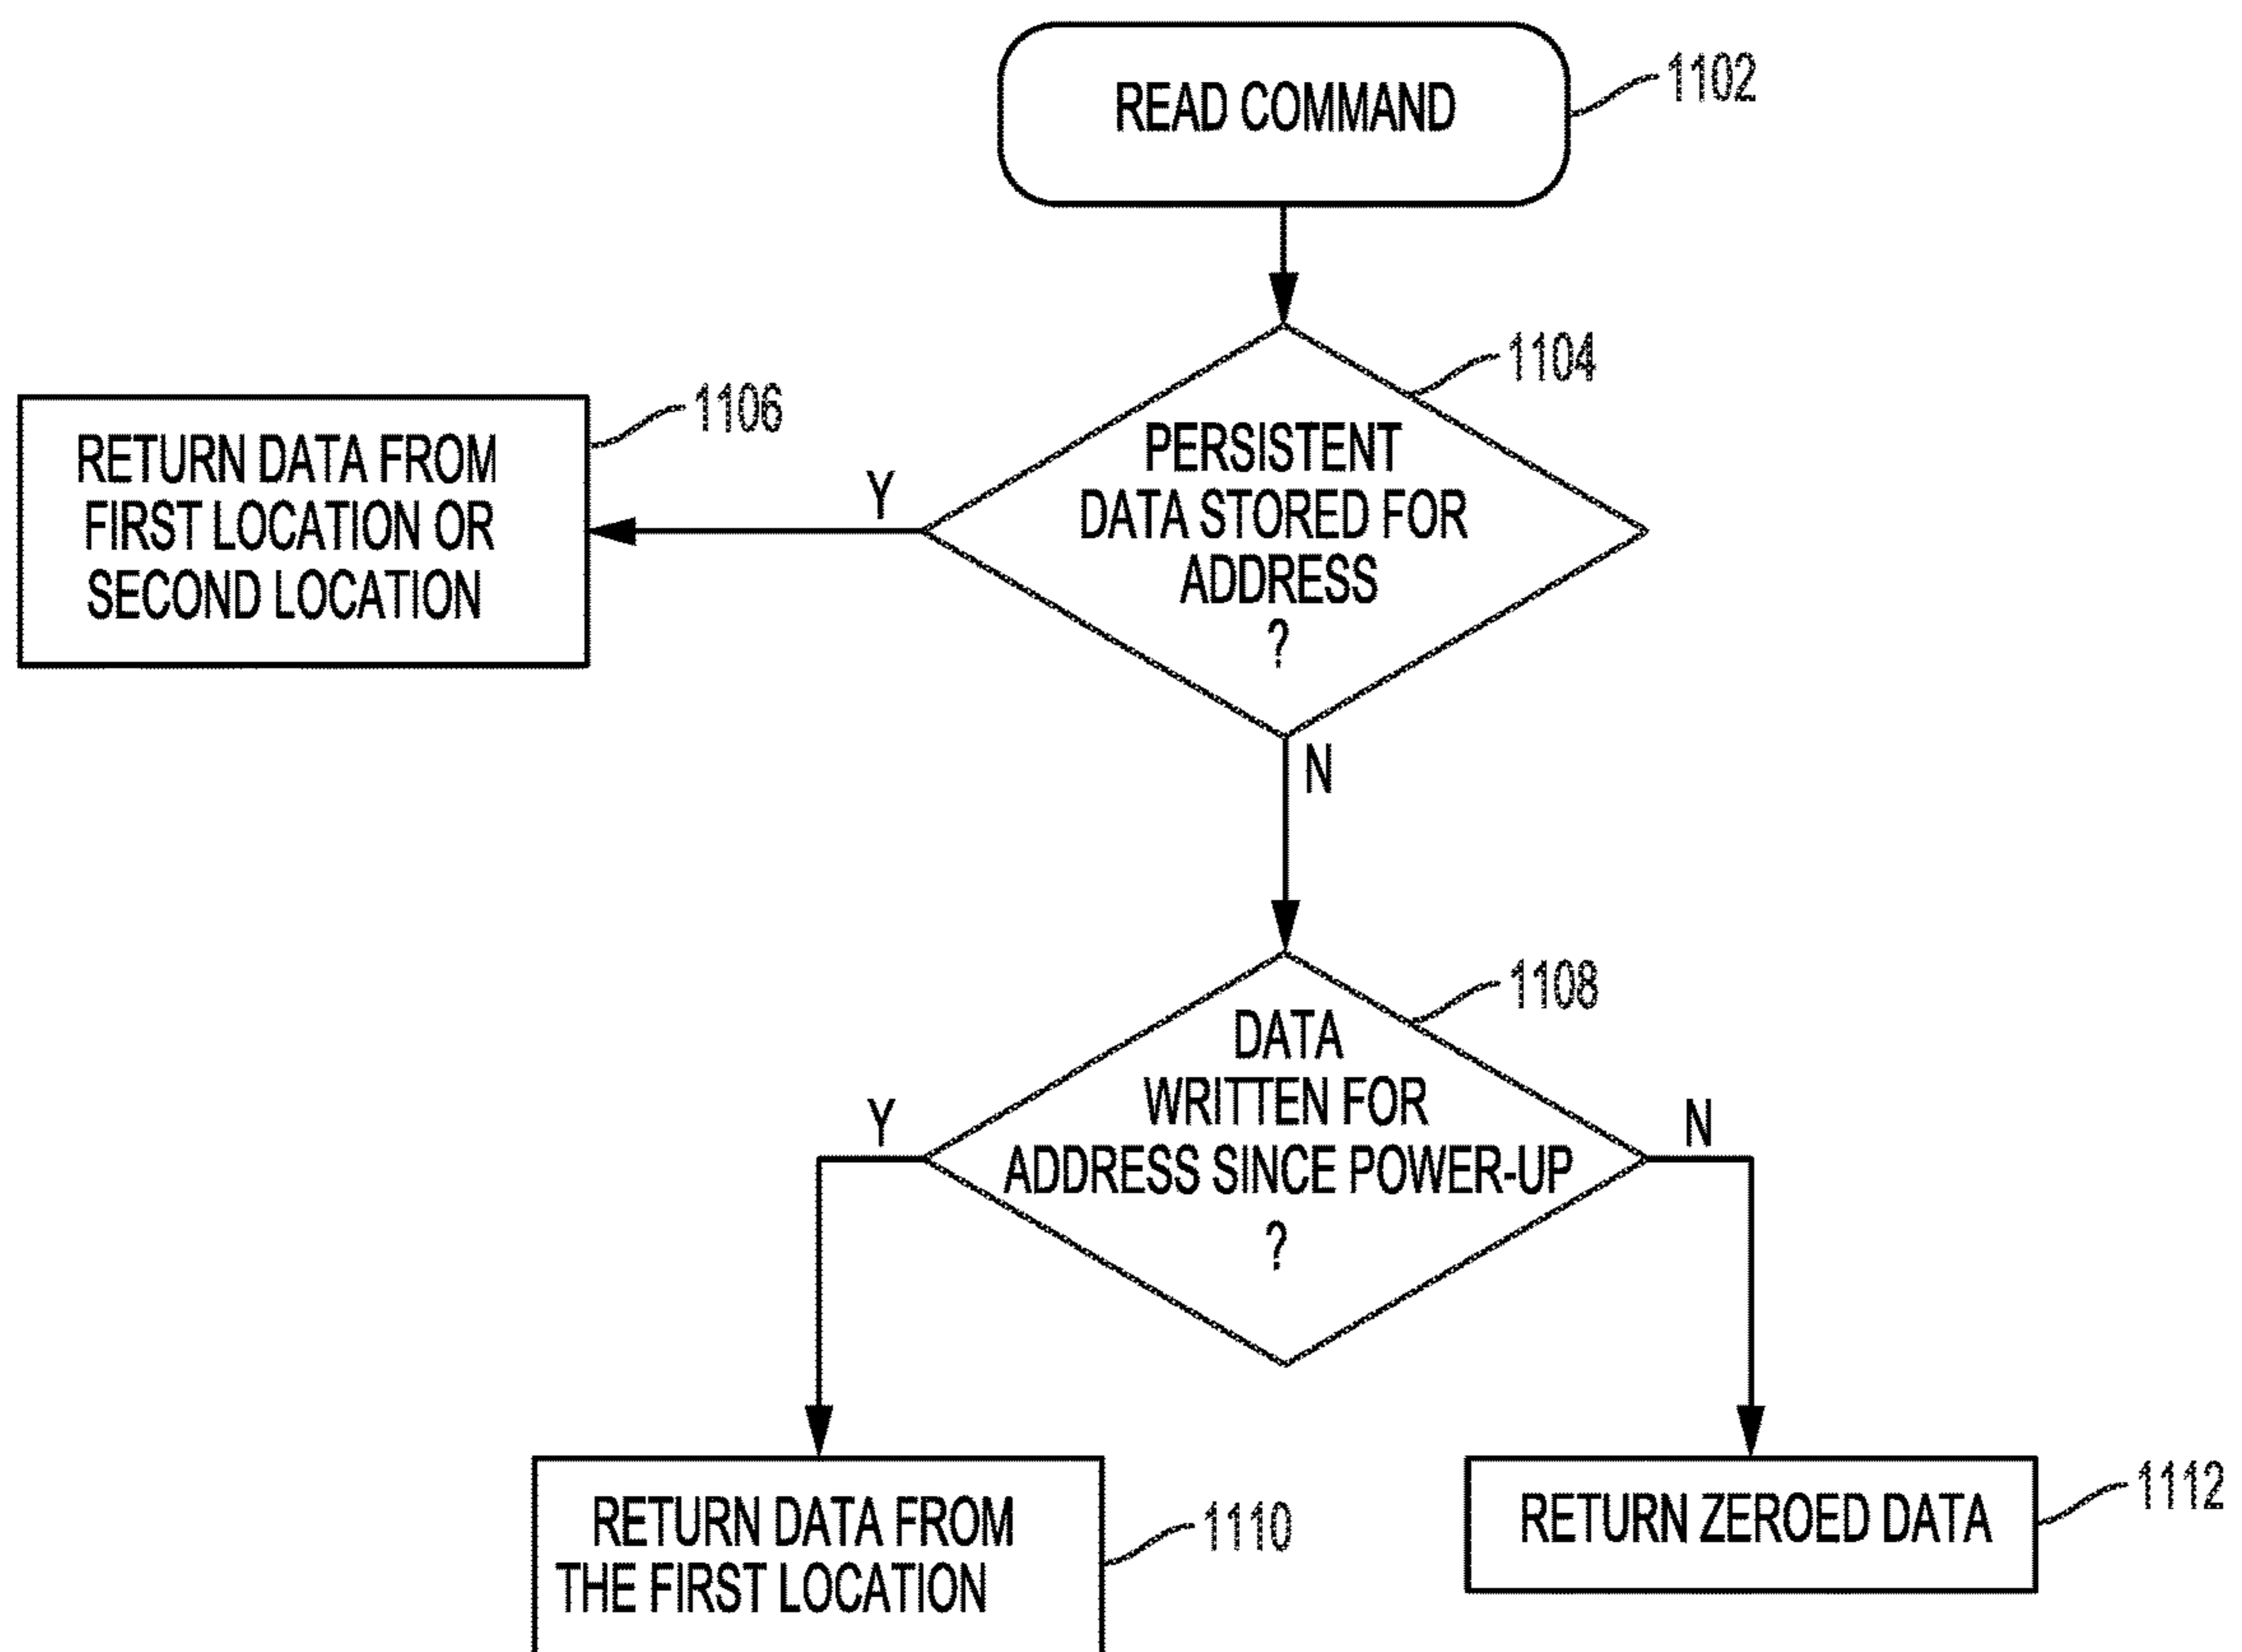 READ COMMAND
1102
1104
PERSISTENT
DATA STORED FOR
ADDRESS
?
Y
1106
RETURN DATA FROM
FIRST LOCATION OR
SECOND LOCATION
N
1108
DATA
WRITTEN FOR
ADDRESS SINCE POWER-UP
?
Y
N
RETURN DATA FROM
THE FIRST LOCATION
1110
RETURN ZEROED DATA
1112